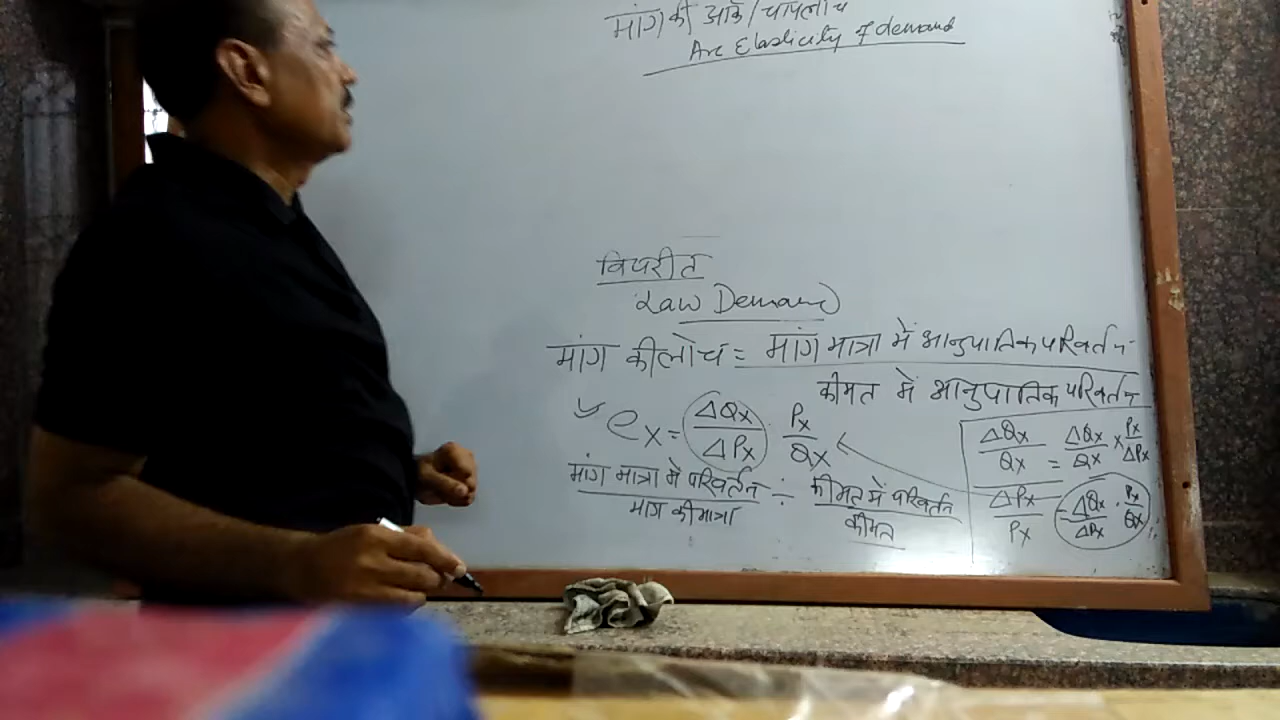 मांग की आर्क / चापलोच
Arc Elasticity of demand
विपरीत
Law Demand
मांग की लोच = मांग मात्रा में आनुपातिक परिवर्तन
कीमत में आनुपातिक परिवर्तन
ex = ΔQx / ΔPx . Px / Qx
मांग मात्रा में परिवर्तन / मांग की मात्रा ÷ कीमत में परिवर्तन / कीमत
ΔQx / Qx = ΔQx / Qx × Px / ΔPx
ΔPx / Px = ΔQx / ΔPx . Px / Qx